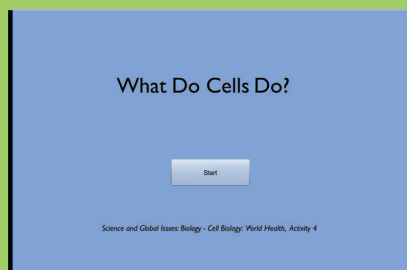 What Do Cells Do?
Start
Science and Global Issues: Biology - Cell Biology: World Health, Activity 4